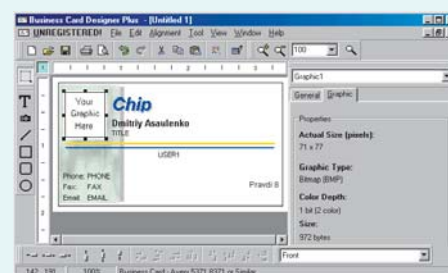 Business Card Designer Plus - [Untitled 1]
UNREGISTERED! File Edit Alignment Tool View Window Help
100
Your
Graphic
Here
Chip
Dmitriy Asaulenko
TITLE
USER1
Phone: PHONE
Fax: FAX
Email: EMAIL
Pravdi 8
Graphic1
General Graphic
Properties
Actual Size (pixels):
71 x 77
Graphic Type:
Bitmap (BMP)
Color Depth:
1 bit (2 color)
Size:
972 bytes
Front
142, 191 100% Business Card - Avery 5371, 8371 or Similar